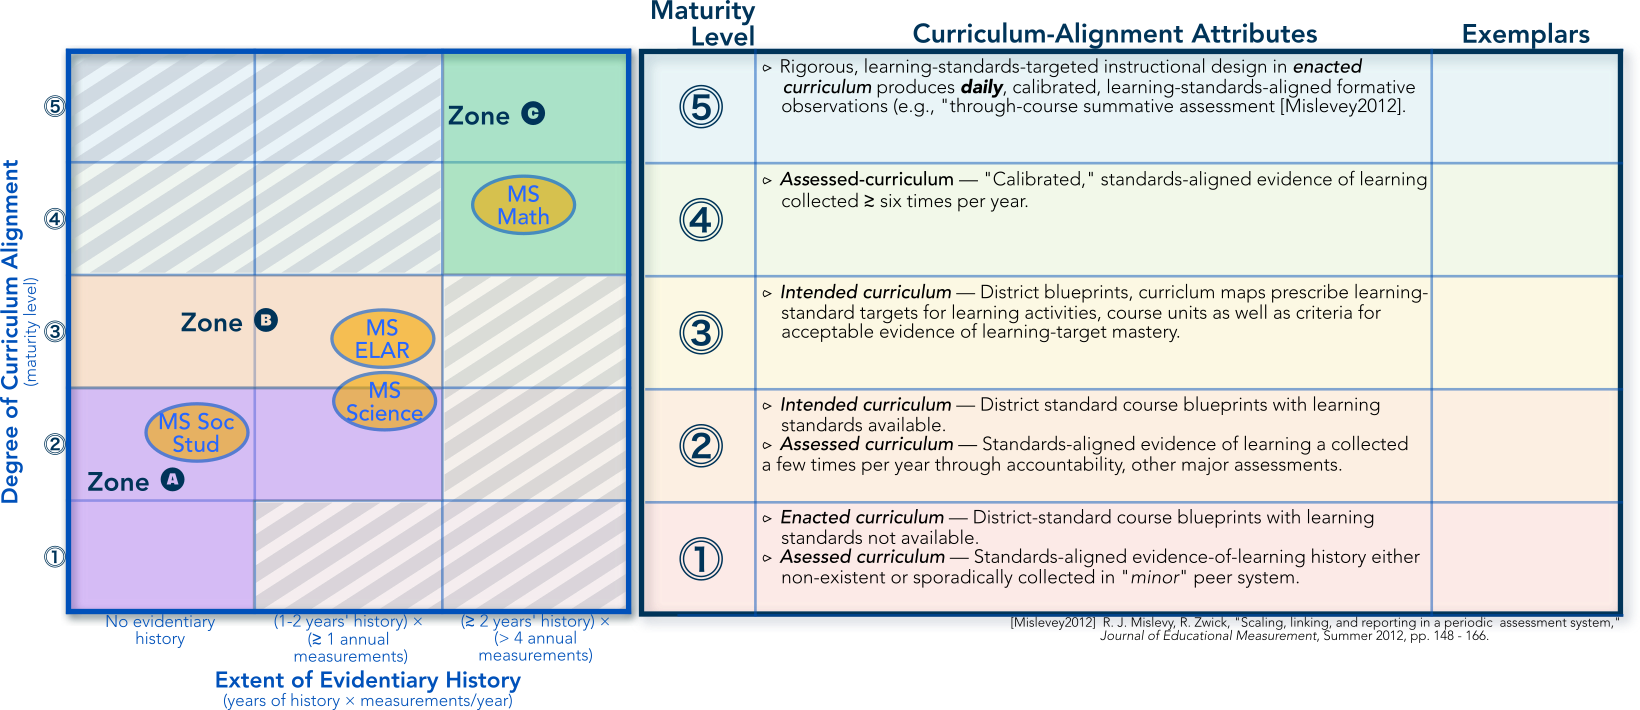 Maturity
Level
Curriculum-Alignment Attributes
Exemplars
Degree of Curriculum Alignment
(maturity level)
5
4
3
2
1
Zone C
MS
Math
Zone B
MS
ELAR
MS
Science
MS Soc
Stud
Zone A
No evidentiary
history
(1-2 years' history) ×
(≥ 1 annual
measurements)
(≥ 2 years' history) ×
(> 4 annual
measurements)
Extent of Evidentiary History
(years of history × measurements/year)
5
▹ Rigorous, learning-standards-targeted instructional design in enacted
curriculum produces daily, calibrated, learning-standards-aligned formative
observations (e.g., "through-course summative assessment [Mislevey2012].
4
▹ Assessed-curriculum — "Calibrated," standards-aligned evidence of learning
collected ≥ six times per year.
3
▹ Intended curriculum — District blueprints, curriclum maps prescribe learning-
standard targets for learning activities, course units as well as criteria for
acceptable evidence of learning-target mastery.
2
▹ Intended curriculum — District standard course blueprints with learning
standards available.
▹ Assessed curriculum — Standards-aligned evidence of learning a collected
a few times per year through accountability, other major assessments.
1
▹ Enacted curriculum — District-standard course blueprints with learning
standards not available.
▹ Asessed curriculum — Standards-aligned evidence-of-learning history either
non-existent or sporadically collected in "minor" peer system.
[Mislevey2012] R. J. Mislevy, R. Zwick, "Scaling, linking, and reporting in a periodic assessment system,"
Journal of Educational Measurement, Summer 2012, pp. 148 - 166.